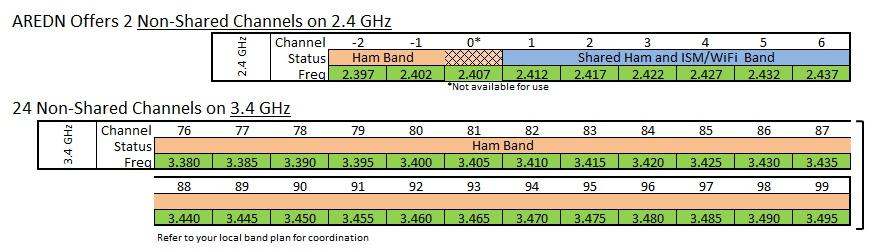 AREDN Offers 2 Non-Shared Channels on 2.4 GHz
2.4 GHz
Channel -2 -1 0* 1 2 3 4 5 6
Status Ham Band Shared Ham and ISM/WiFi Band
Freq 2.397 2.402 2.407 2.412 2.417 2.422 2.427 2.432 2.437
*Not available for use
24 Non-Shared Channels on 3.4 GHz
3.4 GHz
Channel 76 77 78 79 80 81 82 83 84 85 86 87
Status Ham Band
Freq 3.380 3.385 3.390 3.395 3.400 3.405 3.410 3.415 3.420 3.425 3.430 3.435
88 89 90 91 92 93 94 95 96 97 98 99
3.440 3.445 3.450 3.455 3.460 3.465 3.470 3.475 3.480 3.485 3.490 3.495
Refer to your local band plan for coordination